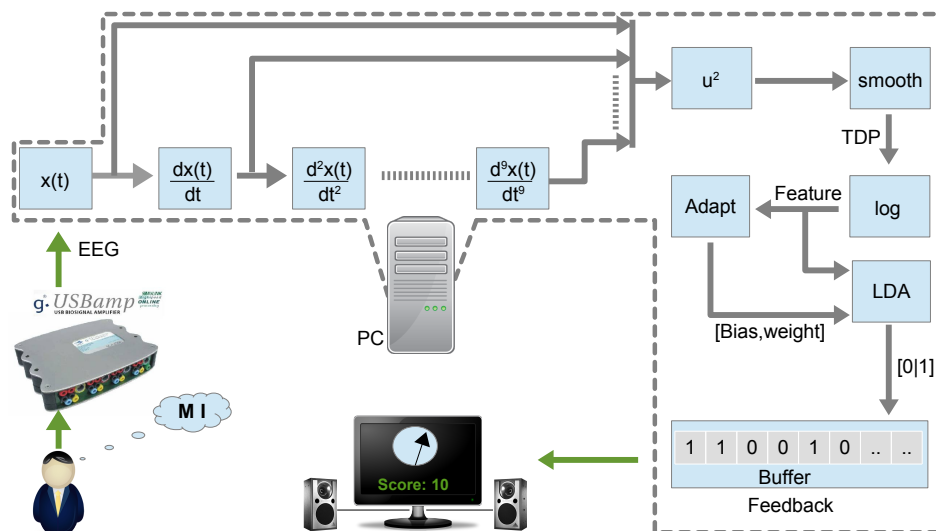 x(t)
dx(t)
dt
d²x(t)
dt²
d⁹x(t)
dt⁹
u²
smooth
TDP
Feature
Adapt
log
LDA
[Bias,weight]
[0|1]
EEG
g.USBamp
USB BIOSIGNAL AMPLIFIER
ONLINE
PC
M I
Score: 10
1 1 0 0 1 0 .. ..
Buffer
Feedback